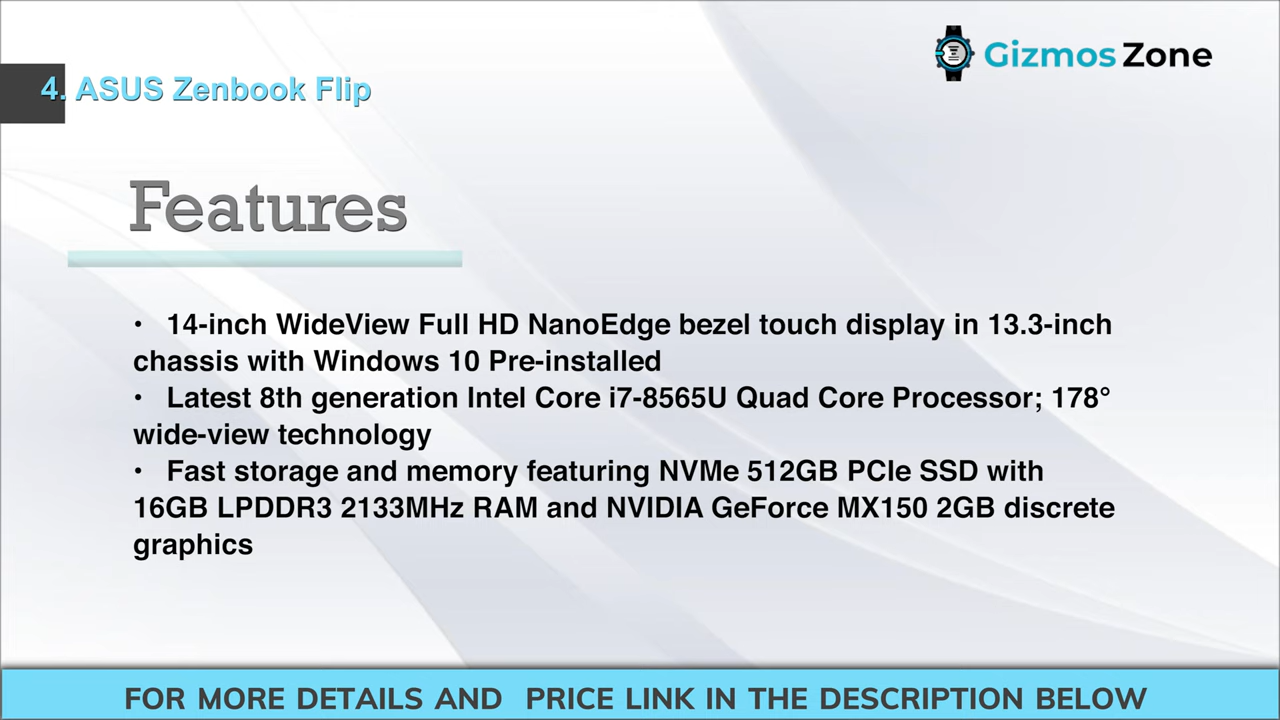 Gizmos Zone
4. ASUS Zenbook Flip
Features
• 14-inch WideView Full HD NanoEdge bezel touch display in 13.3-inch
chassis with Windows 10 Pre-installed
• Latest 8th generation Intel Core i7-8565U Quad Core Processor; 178°
wide-view technology
• Fast storage and memory featuring NVMe 512GB PCIe SSD with
16GB LPDDR3 2133MHz RAM and NVIDIA GeForce MX150 2GB discrete
graphics
FOR MORE DETAILS AND PRICE LINK IN THE DESCRIPTION BELOW